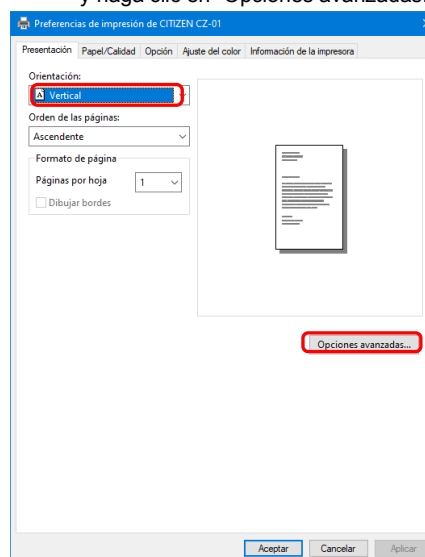 y haga clic en "Opciones avanzadas.
Preferencias de impresión de CITIZEN CZ-01
Presentación Papel/Calidad Opción Ajuste del color Información de la impresora
Orientación:
A Vertical
Orden de las páginas:
Ascendente
Formato de página
Páginas por hoja 1
Dibujar bordes
Opciones avanzadas...
Aceptar Cancelar Aplicar